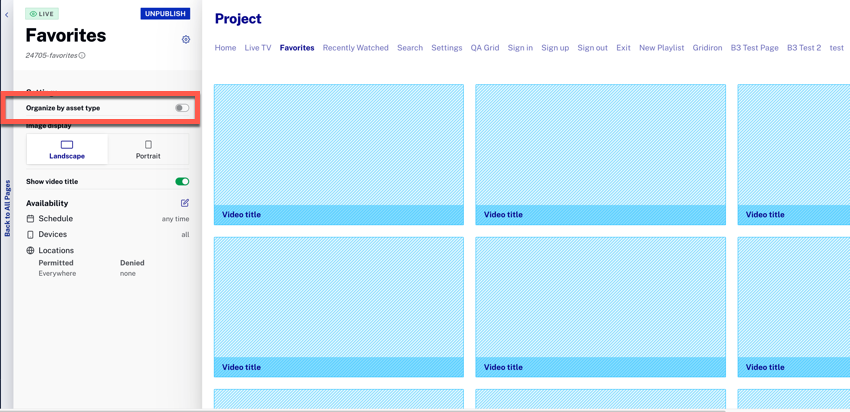 LIVE
UNPUBLISH
Favorites
24705-favorites
Settings
Organize by asset type
Image display
Landscape
Portrait
Show video title
Availability
Schedule
any time
Devices
all
Locations
Permitted
Denied
Everywhere
none
Back to All Pages
Project
Home Live TV Favorites Recently Watched Search Settings QA Grid Sign in Sign up Sign out Exit New Playlist Gridiron B3 Test Page B3 Test 2 test
Video title
Video title
Video title
Video title
Video title
Video title